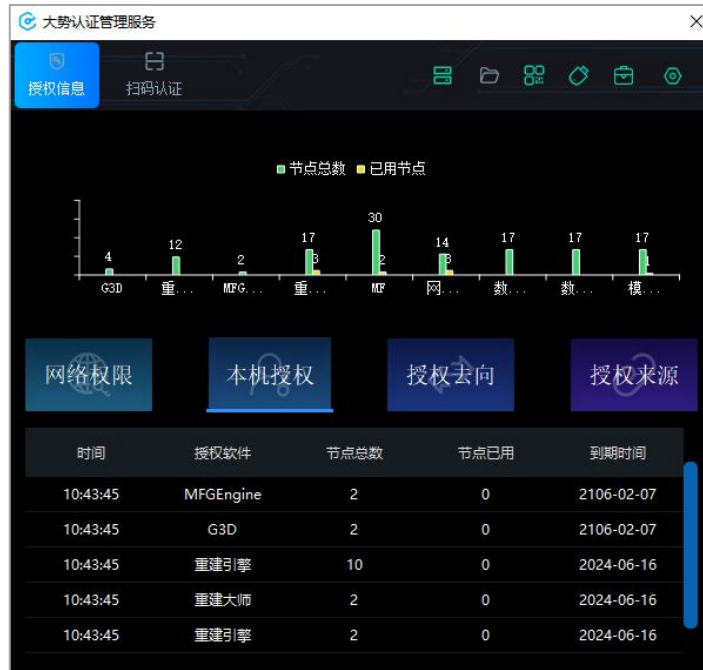 大势认证管理服务
授权信息 扫码认证
节点总数 已用节点
4 12 2 17 3 30 2 14 3 17 17 17 1
G3D 重... MFG... 重... MF 网... 数... 数... 模...
网络权限 本机授权 授权去向 授权来源
时间 授权软件 节点总数 节点已用 到期时间
10:43:45 MFGEngine 2 0 2106-02-07
10:43:45 G3D 2 0 2106-02-07
10:43:45 重建引擎 10 0 2024-06-16
10:43:45 重建大师 2 0 2024-06-16
10:43:45 重建引擎 2 0 2024-06-16